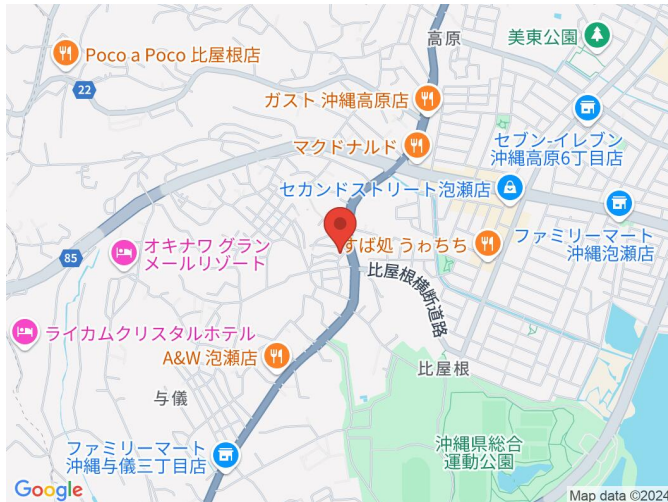 高原
美東公園
Poco a Poco 比屋根店
22
ガスト 沖縄高原店
マクドナルド
セブン-イレブン
沖縄高原6丁目店
セカンドストリート泡瀬店
ファミリーマート
沖縄泡瀬店
すば処 うゎちち
オキナワ グラン
メールリゾート
85
比屋根横断道路
ライカムクリスタルホテル
A&W 泡瀬店
比屋根
与儀
ファミリーマート
沖縄与儀三丁目店
沖縄県総合
運動公園
Google
Map data ©2024